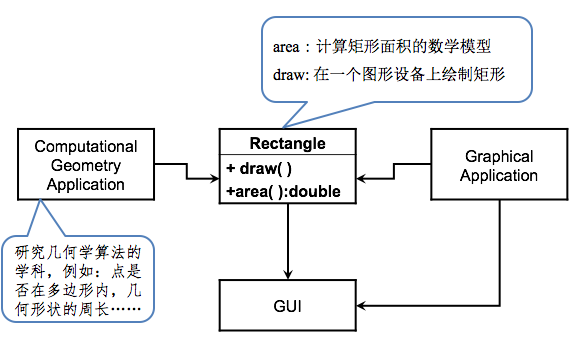 area：计算矩形面积的数学模型
draw: 在一个图形设备上绘制矩形
Computational
Geometry
Application
Rectangle
+ draw( )
+area( ):double
Graphical
Application
研究几何学算法的
学科，例如：点是
否在多边形内，几
何形状的周长……
GUI